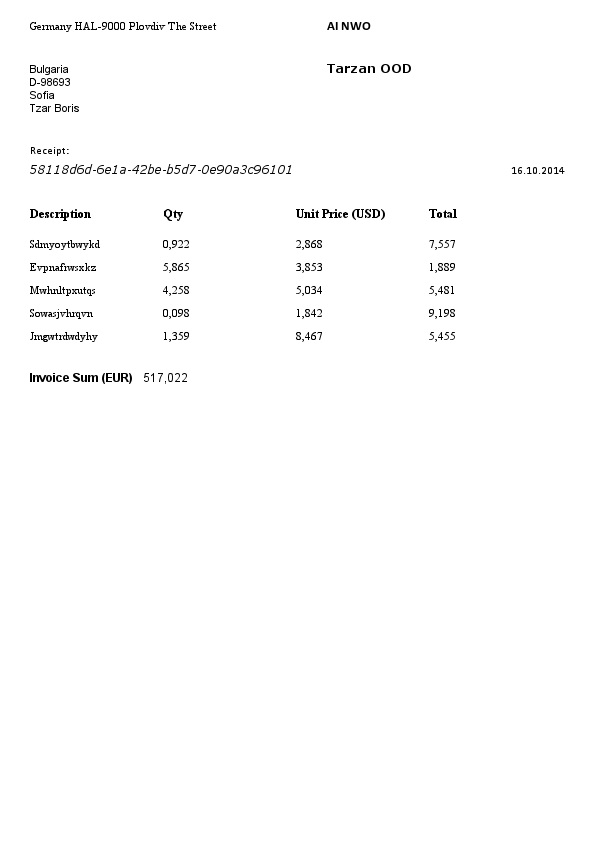 Germany HAL-9000 Plovdiv The Street AI NWO
Bulgaria Tarzan OOD
D-98693
Sofia
Tzar Boris
Receipt:
58118d6d-6e1a-42be-b5d7-0e90a3c96101 16.10.2014
Description Qty Unit Price (USD) Total
Sdmyoytbwykd 0,922 2,868 7,557
Evpnafrwsxkz 5,865 3,853 1,889
Mwhnltpxutqs 4,258 5,034 5,481
Sowasjvhrqvn 0,098 1,842 9,198
Jmgwtrdwdyhy 1,359 8,467 5,455
Invoice Sum (EUR) 517,022